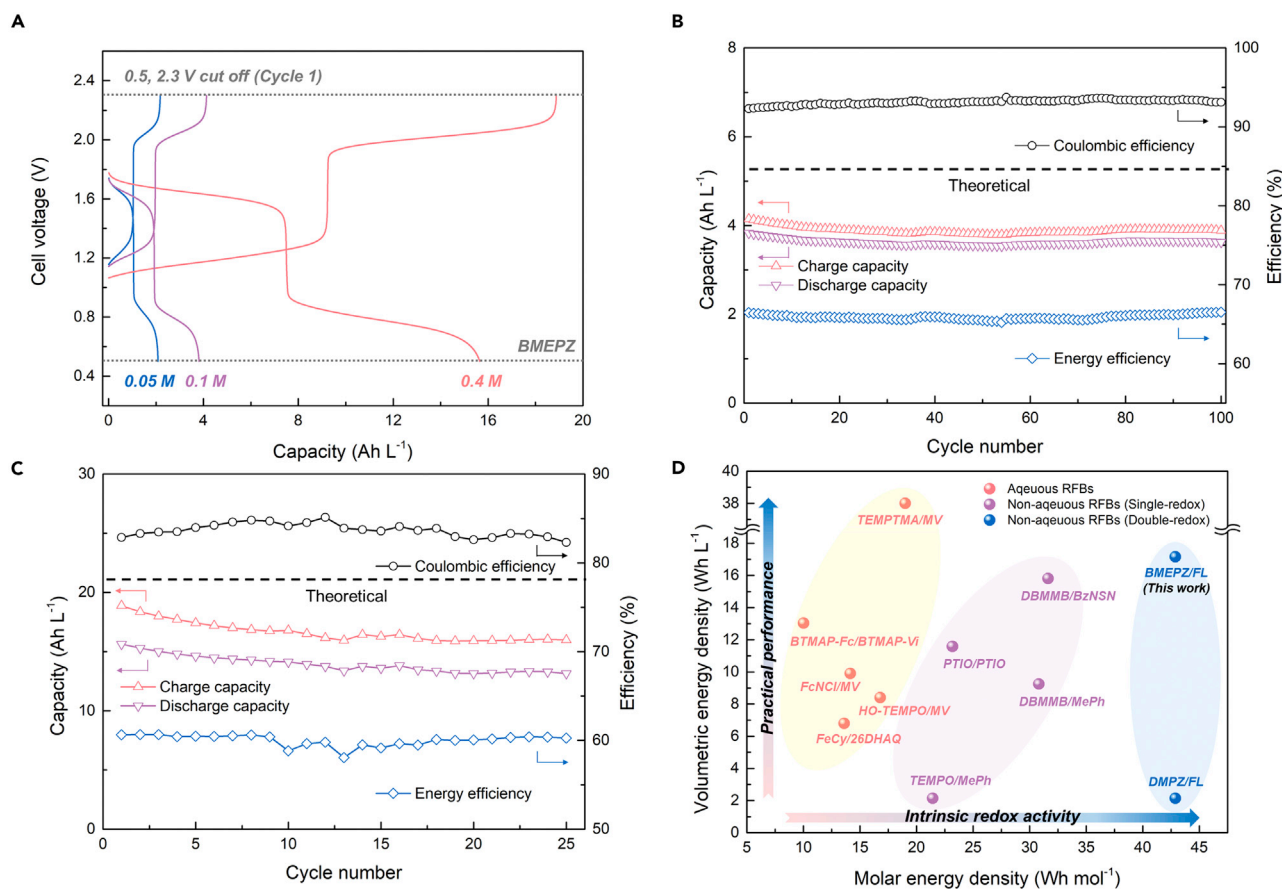 A
2.4
2.0
1.6
1.2
0.8
0.4
Cell voltage (V)
0.5, 2.3 V cut off (Cycle 1)
BMEPZ
0.05 M
0.1 M
0.4 M
0
4
8
12
16
20
Capacity (Ah L⁻¹)
B
8
6
4
2
0
Capacity (Ah L⁻¹)
100
90
80
70
60
Efficiency (%)
Coulombic efficiency
Theoretical
Charge capacity
Discharge capacity
Energy efficiency
0
20
40
60
80
100
Cycle number
C
30
20
10
0
Capacity (Ah L⁻¹)
90
80
70
60
50
Efficiency (%)
Coulombic efficiency
Theoretical
Charge capacity
Discharge capacity
Energy efficiency
0
5
10
15
20
25
Cycle number
D
40
38
36
18
16
14
12
10
8
6
4
2
0
Volumetric energy density (Wh L⁻¹)
Practical performance
Aqeuous RFBs
Non-aqeuous RFBs (Single-redox)
Non-aqeuous RFBs (Double-redox)
TEMPTMA/MV
BMEPZ/FL
(This work)
DBMMB/BzNSN
BTMAP-Fc/BTMAP-Vi
PTIO/PTIO
FcNCl/MV
DBMMB/MePh
HO-TEMPO/MV
FeCy/26DHAQ
TEMPO/MePh
DMPZ/FL
Intrinsic redox activity
5
10
15
20
25
30
35
40
45
Molar energy density (Wh mol⁻¹)